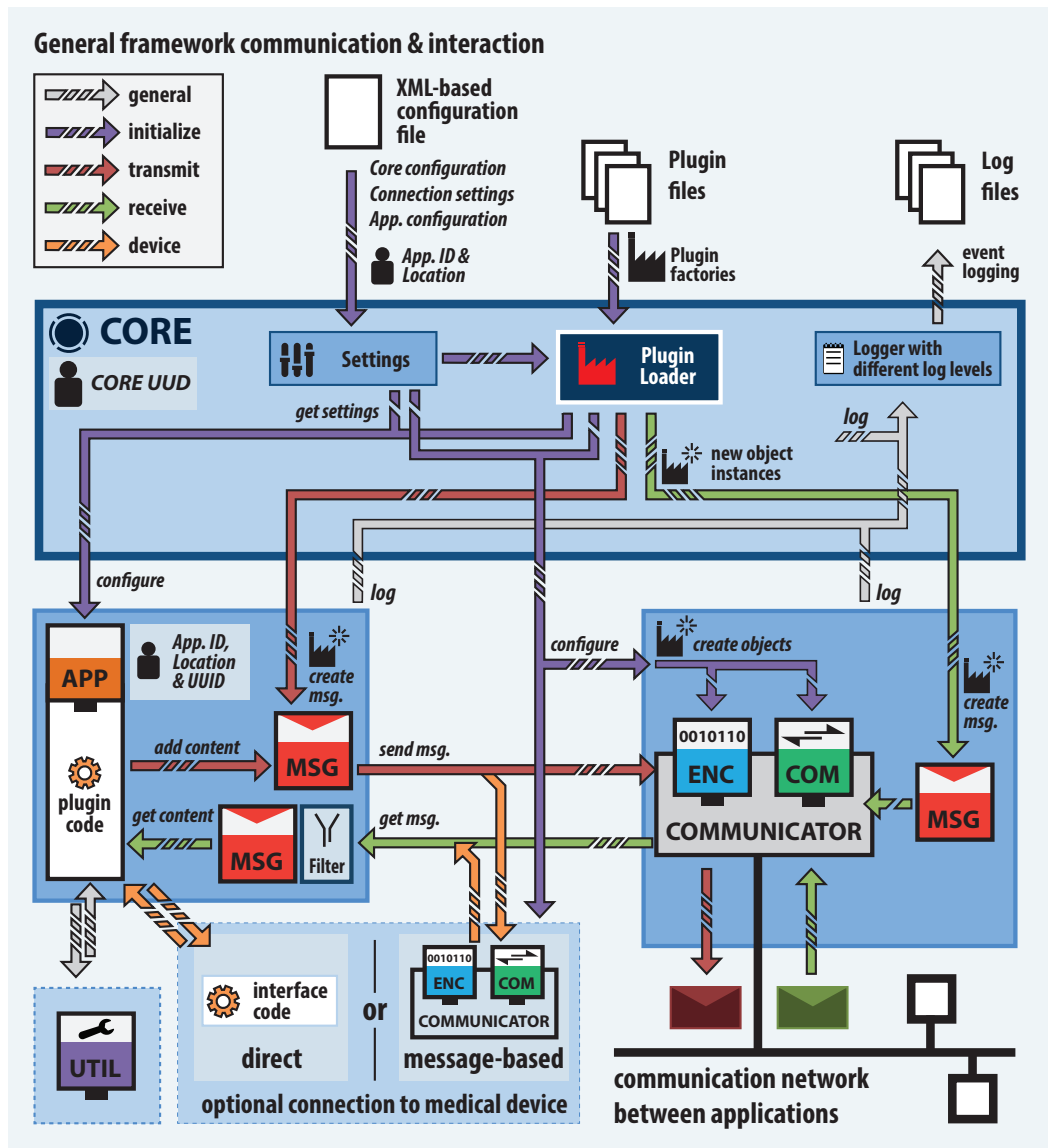 General framework communication & interaction
general
initialize
transmit
receive
device
XML-based
configuration
file
Core configuration
Connection settings
App. configuration
App. ID &
Location
Plugin
files
Plugin
factories
Log
files
event
logging
CORE
CORE UUD
Settings
Plugin
Loader
Logger with
different log levels
get settings
log
new object
instances
configure
log
log
APP
App. ID,
Location
& UUID
create
msg.
configure
create objects
create
msg.
plugin
code
add content
MSG
send msg.
0010110
ENC
COM
COMMUNICATOR
MSG
get content
MSG
Filter
get msg.
interface
code
direct
or
0010110
ENC
COM
COMMUNICATOR
message-based
optional connection to medical device
UTIL
communication network
between applications